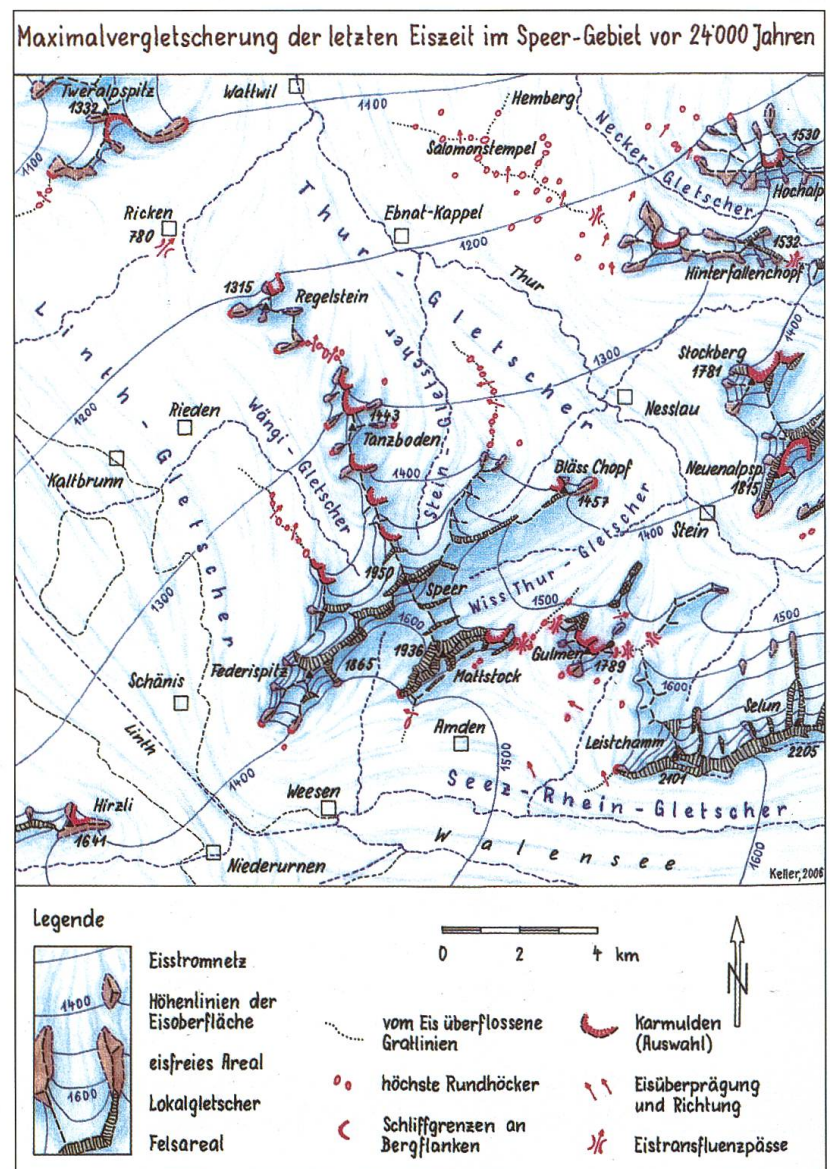 Maximalvergletscherung der letzten Eiszeit im Speer-Gebiet vor 24'000 Jahren
Tweralpspitz
1332
Wattwil
1100
Hemberg
Salomonstempel
Necker-Gletscher
1530
Hochalp
1100
Ricken
780
Ebnat-Kappel
1200
Thur
1532
Hinterfallenchopf
1315
Regelstein
Thur-Gletscher
1400
Linth-Gletscher
Stein-Gletscher
1300
Stockberg
1781
1200
Rieden
Wängi-Gletscher
1443
Tanzboden
Nesslau
Kaltbrunn
1400
Bläss Chopf
1457
Neuenalpsp.
1815
Stein
1400
1300
1950
Speer
Wiss Thur-Gletscher
1500
1500
1600
1936
Federispitz
1865
Mattstock
Gulmen
1789
1600
Schänis
Selun
Amden
Leistchamm
2205
2101
Linth
1400
1500
Weesen
Seez-Rhein-Gletscher
Hirzli
1641
Walensee
1600
Niederurnen
Keller, 2006
Legende
Eisstromnetz
0 2 4 km
N
1400
Höhenlinien der
Eisoberfläche
vom Eis überflossene
Gratlinien
Karmulden
(Auswahl)
eisfreies Areal
höchste Rundhöcker
Eisüberprägung
und Richtung
1600
Lokalgletscher
Schliffgrenzen an
Bergflanken
Felsareal
Eistransfluenzpässe